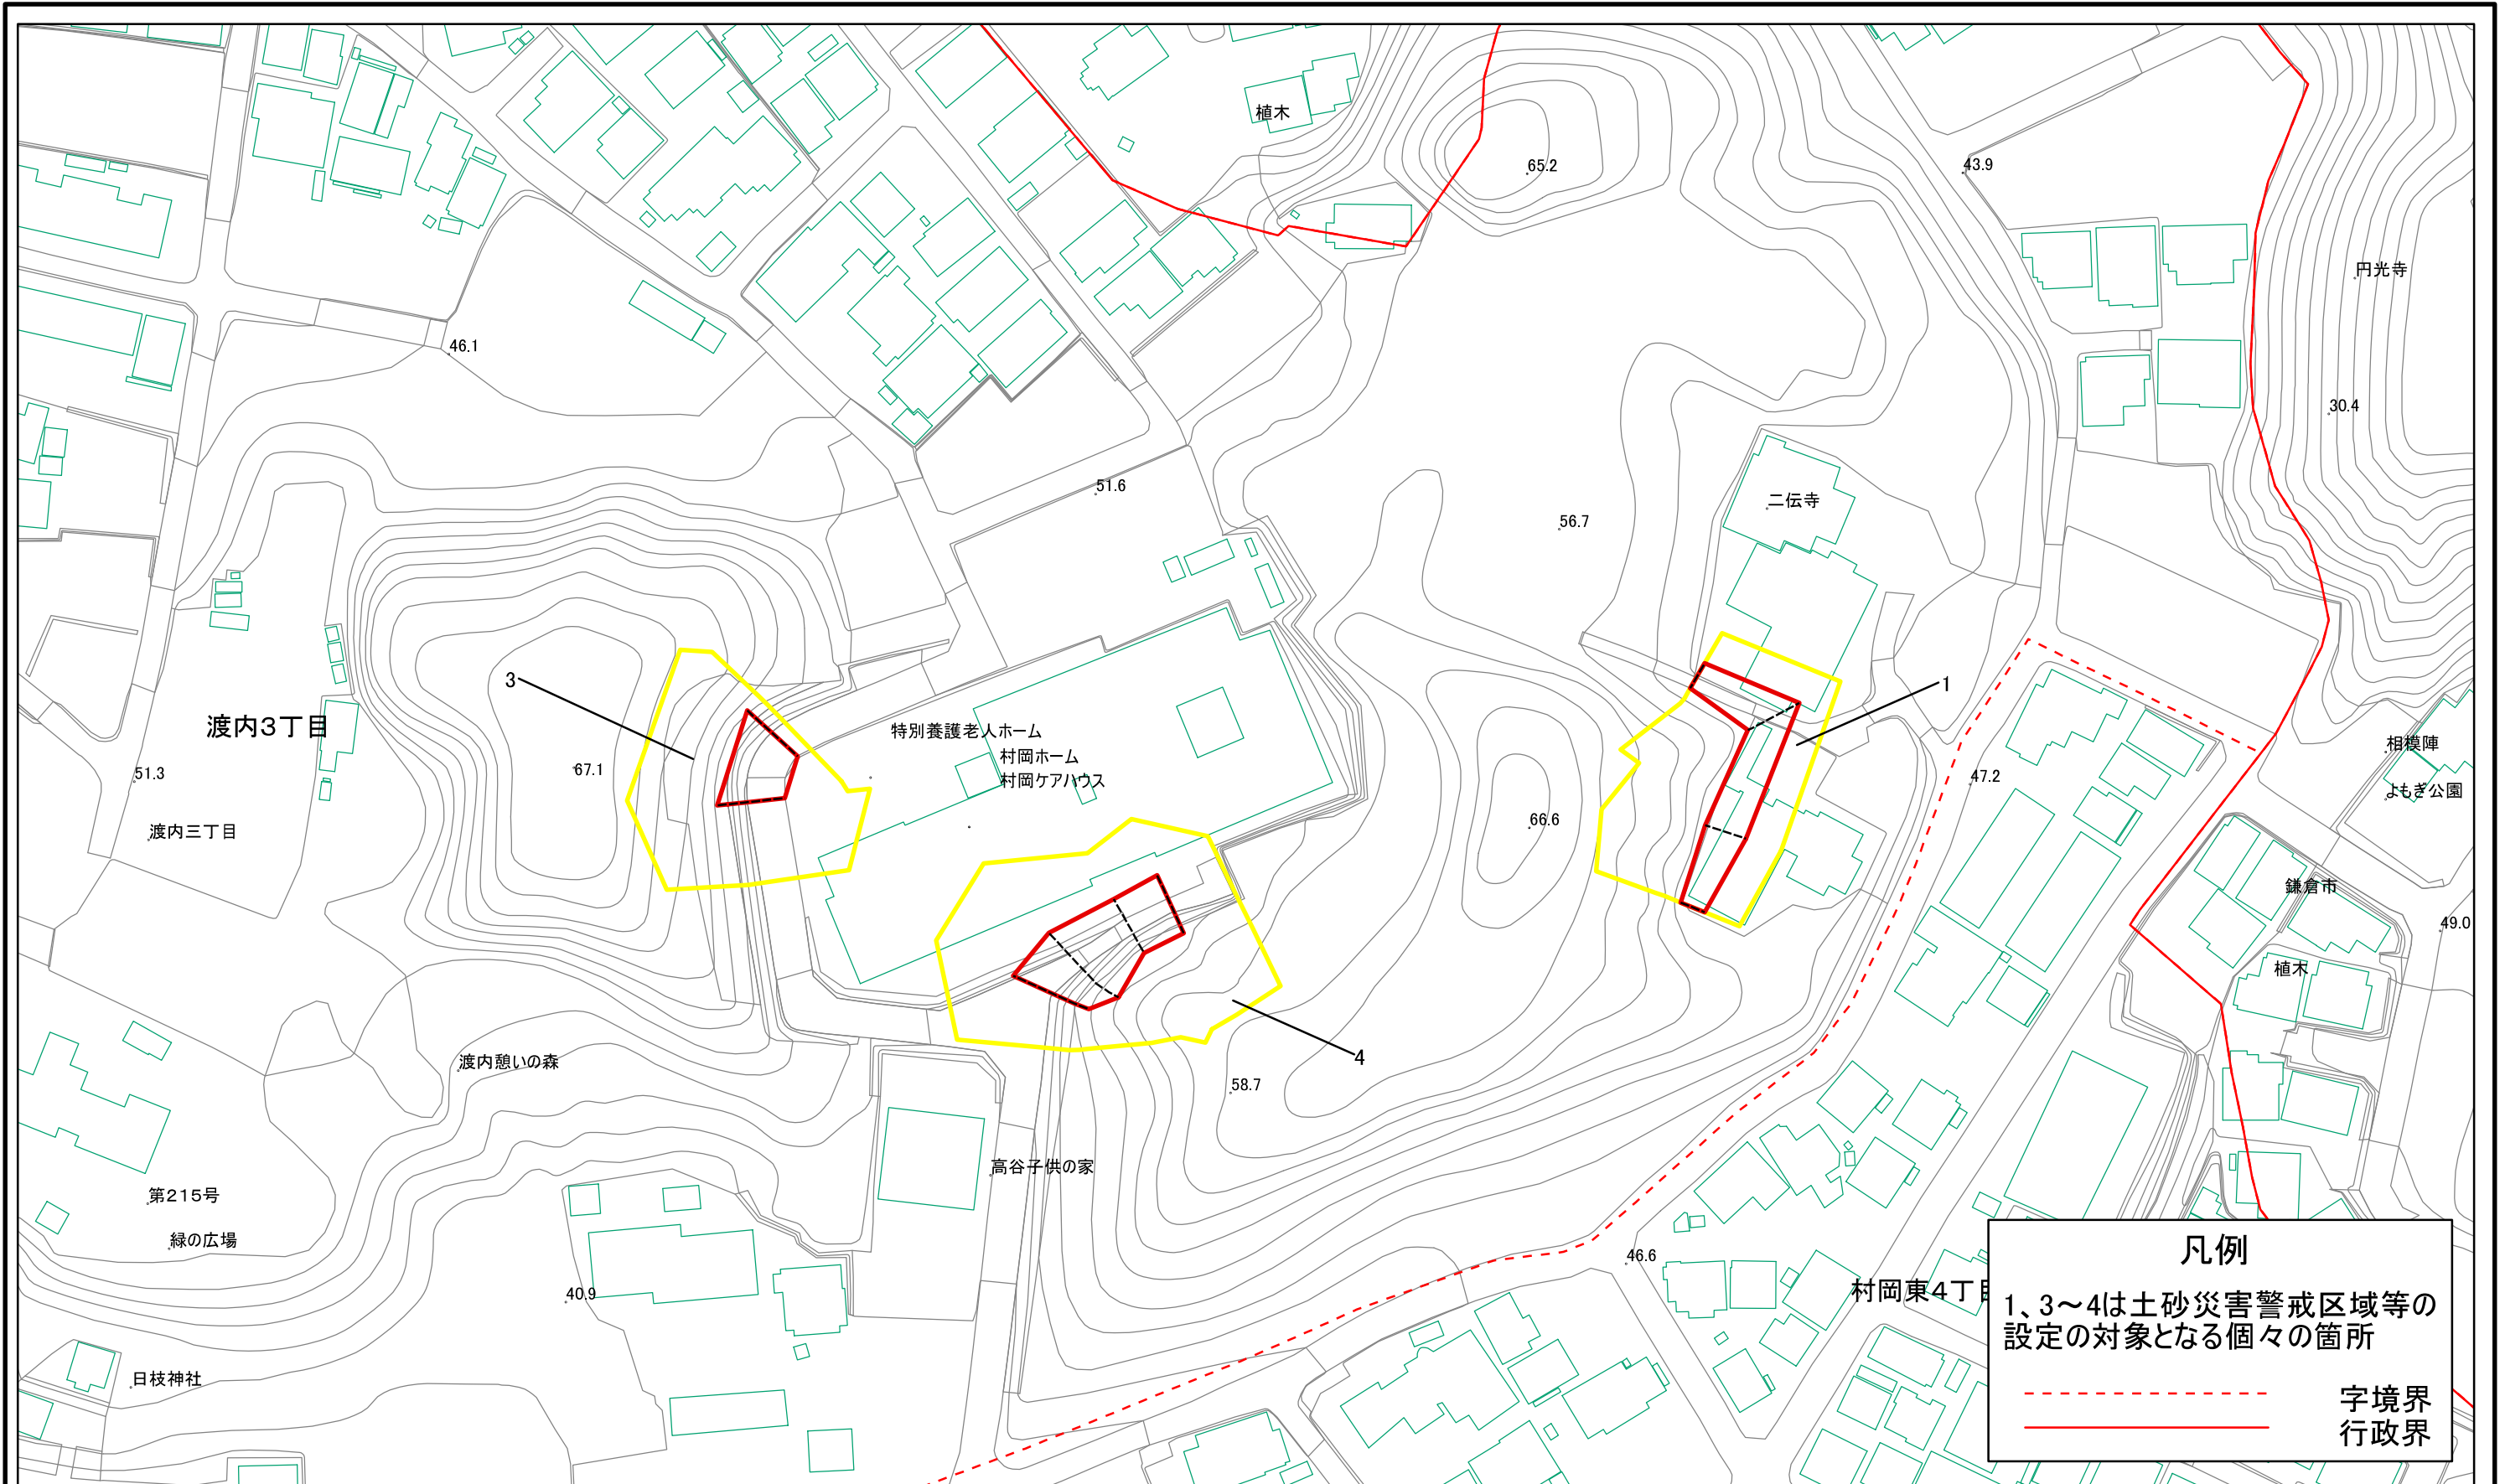 植木
65.2
43.9
円光寺
46.1
30.4
51.6
二伝寺
56.7
3
1
渡内3丁目
特別養護老人ホーム
村岡ホーム
村岡ケアハウス
相模陣
よもぎ公園
51.3
67.1
47.2
66.6
渡内三丁目
鎌倉市
49.0
植木
渡内憩いの森
4
58.7
高谷子供の家
第215号
緑の広場
46.6
40.9
村岡東4丁目
日枝神社
凡例
1、3～4は土砂災害警戒区域等の
設定の対象となる個々の箇所
字境界
行政界